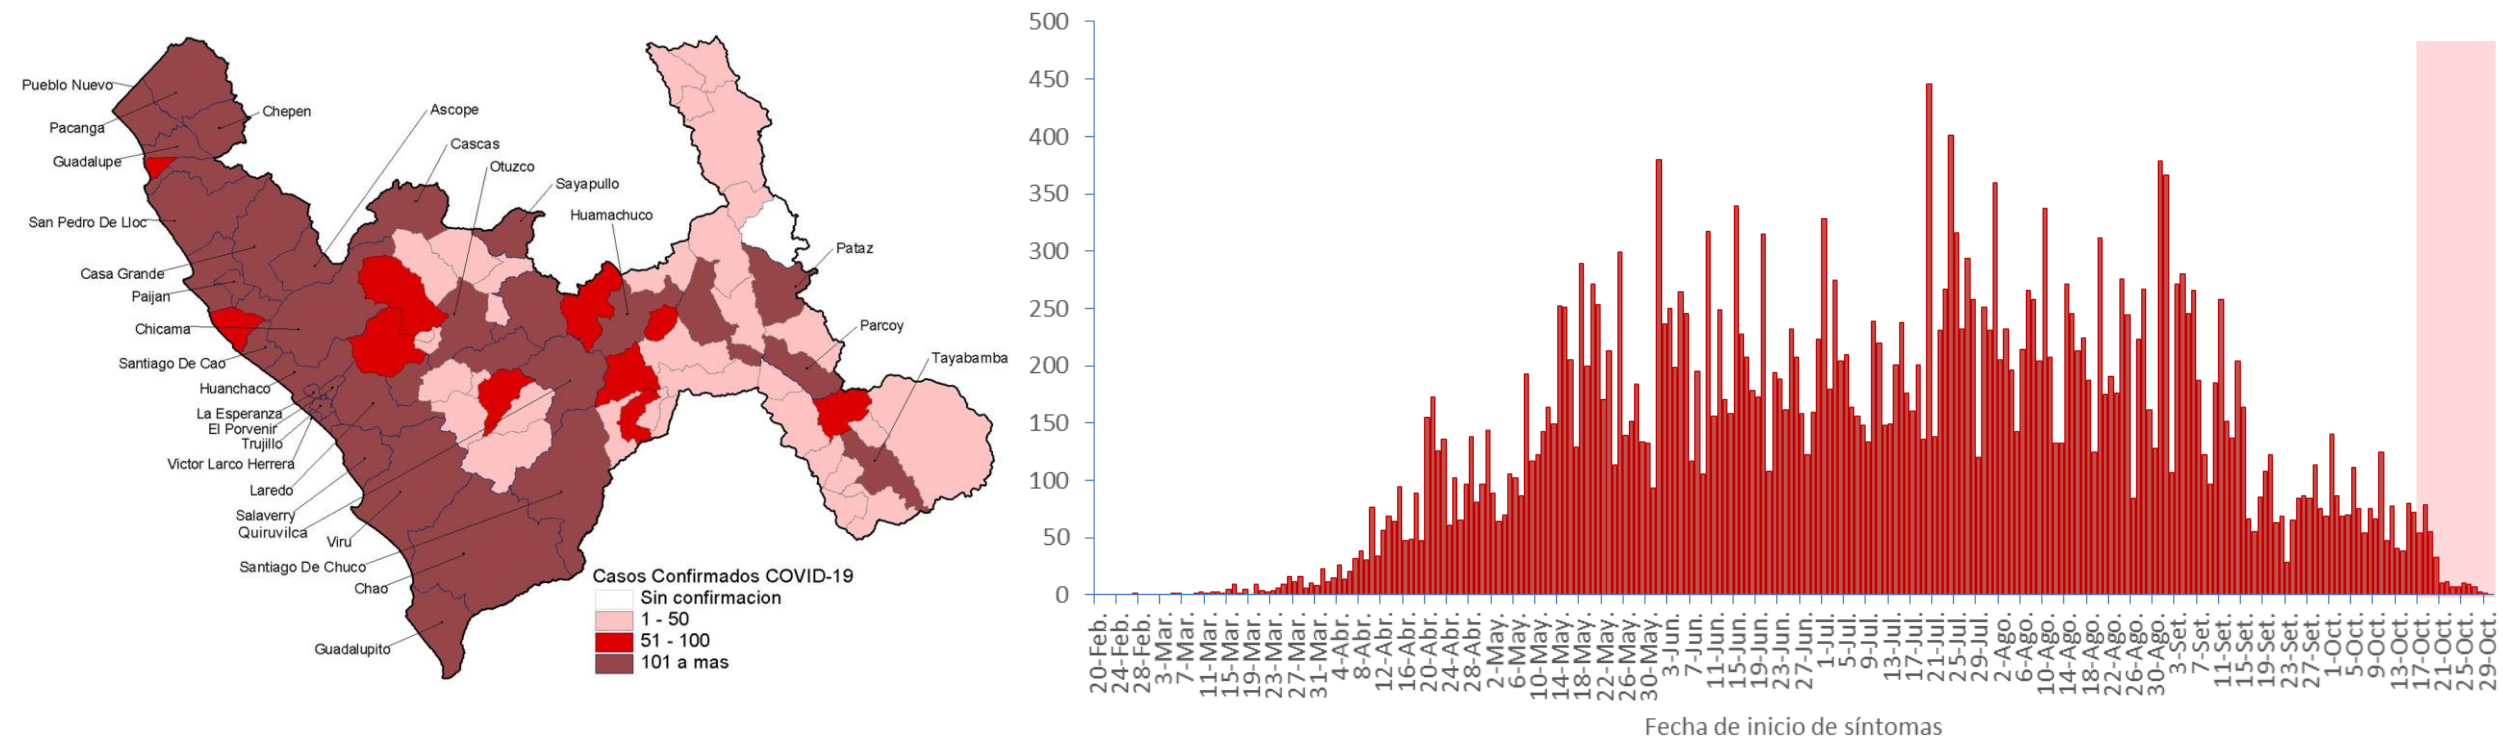 Pueblo Nuevo
Pacanga
Guadalupe
Chepen
Ascope
Cascas
Otuzco
Sayapullo
Huamachuco
San Pedro De Lloc
Casa Grande
Paijan
Chicama
Santiago De Cao
Huanchaco
La Esperanza
El Porvenir
Trujillo
Victor Larco Herrera
Laredo
Salaverry
Quiruvilca
Viru
Santiago De Chuco
Chao
Guadalupito
Pataz
Parcoy
Tayabamba
Casos Confirmados COVID-19
Sin confirmacion
1 - 50
51 - 100
101 a mas
500
450
400
350
300
250
200
150
100
50
0
20-Feb.
24-Feb.
28-Feb.
3-Mar.
7-Mar.
11-Mar.
15-Mar.
19-Mar.
23-Mar.
27-Mar.
31-Mar.
4-Abr.
8-Abr.
12-Abr.
16-Abr.
20-Abr.
24-Abr.
28-Abr.
2-May.
6-May.
10-May.
14-May.
18-May.
22-May.
26-May.
30-May.
3-Jun.
7-Jun.
11-Jun.
15-Jun.
19-Jun.
23-Jun.
27-Jun.
1-Jul.
5-Jul.
9-Jul.
13-Jul.
17-Jul.
21-Jul.
25-Jul.
29-Jul.
2-Ago.
6-Ago.
10-Ago.
14-Ago.
18-Ago.
22-Ago.
26-Ago.
30-Ago.
3-Set.
7-Set.
11-Set.
15-Set.
19-Set.
23-Set.
27-Set.
1-Oct.
5-Oct.
9-Oct.
13-Oct.
17-Oct.
21-Oct.
25-Oct.
29-Oct.
Fecha de inicio de síntomas